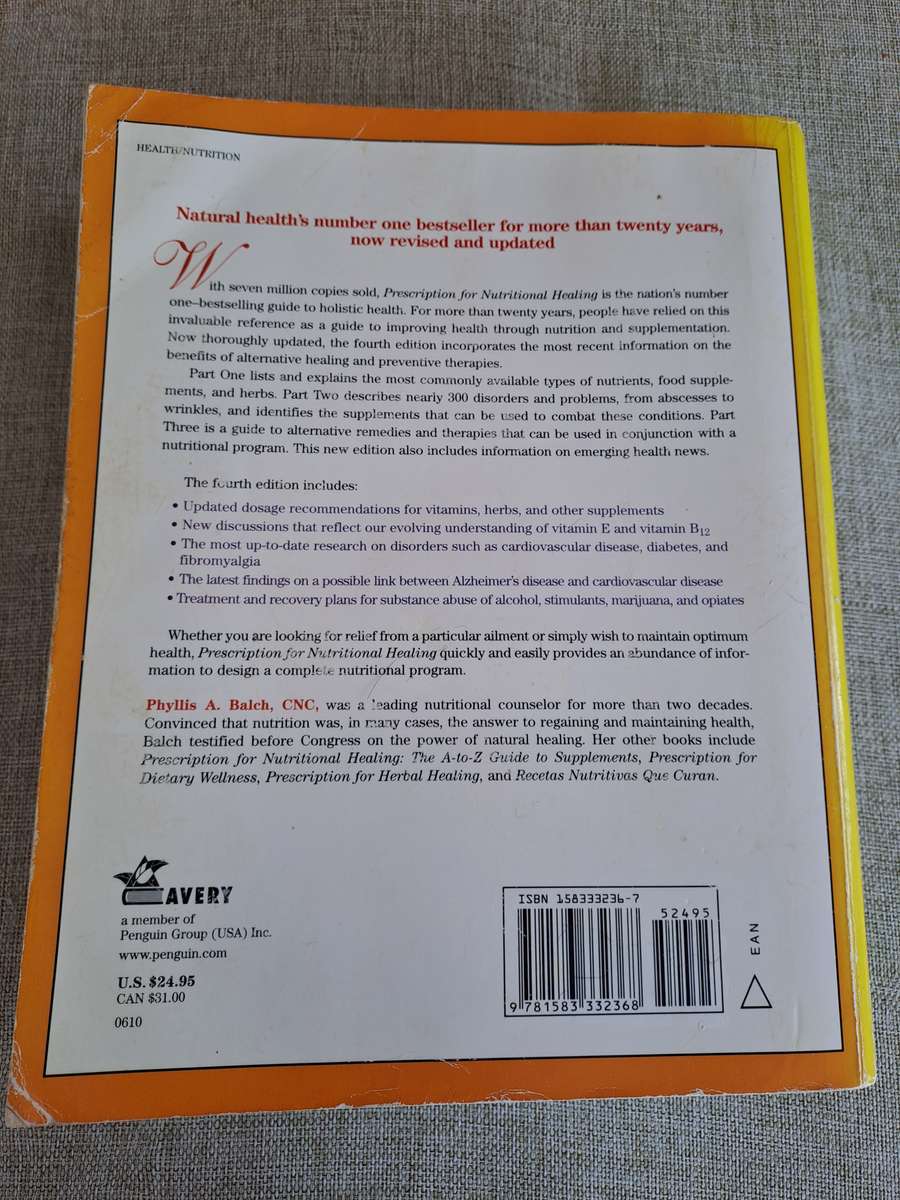 HEALTH/NUTRITION
Natural health's number one bestseller for more than twenty years,
now revised and updated
With seven million copies sold, Prescription for Nutritional Healing is the nation's number
one–bestselling guide to holistic health. For more than twenty years, people have relied on this
invaluable reference as a guide to improving health through nutrition and supplementation.
Now thoroughly updated, the fourth edition incorporates the most recent information on the
benefits of alternative healing and preventive therapies.
Part One lists and explains the most commonly available types of nutrients, food supple-
ments, and herbs. Part Two describes nearly 300 disorders and problems, from abscesses to
wrinkles, and identifies the supplements that can be used to combat these conditions. Part
Three is a guide to alternative remedies and therapies that can be used in conjunction with a
nutritional program. This new edition also includes information on emerging health news.
The fourth edition includes:
• Updated dosage recommendations for vitamins, herbs, and other supplements
• New discussions that reflect our evolving understanding of vitamin E and vitamin B12
• The most up-to-date research on disorders such as cardiovascular disease, diabetes, and
fibromyalgia
• The latest findings on a possible link between Alzheimer's disease and cardiovascular disease
• Treatment and recovery plans for substance abuse of alcohol, stimulants, marijuana, and opiates
Whether you are looking for relief from a particular ailment or simply wish to maintain optimum
health, Prescription for Nutritional Healing quickly and easily provides an abundance of infor-
mation to design a complete nutritional program.
Phyllis A. Balch, CNC, was a leading nutritional counselor for more than two decades.
Convinced that nutrition was, in many cases, the answer to regaining and maintaining health,
Balch testified before Congress on the power of natural healing. Her other books include
Prescription for Nutritional Healing: The A-to-Z Guide to Supplements, Prescription for
Dietary Wellness, Prescription for Herbal Healing, and Recetas Nutritivas Que Curan.
AVERY
a member of
Penguin Group (USA) Inc.
www.penguin.com
U.S. $24.95
CAN $31.00
0610
ISBN 158333236-7
52495
9 781583 332368
EAN